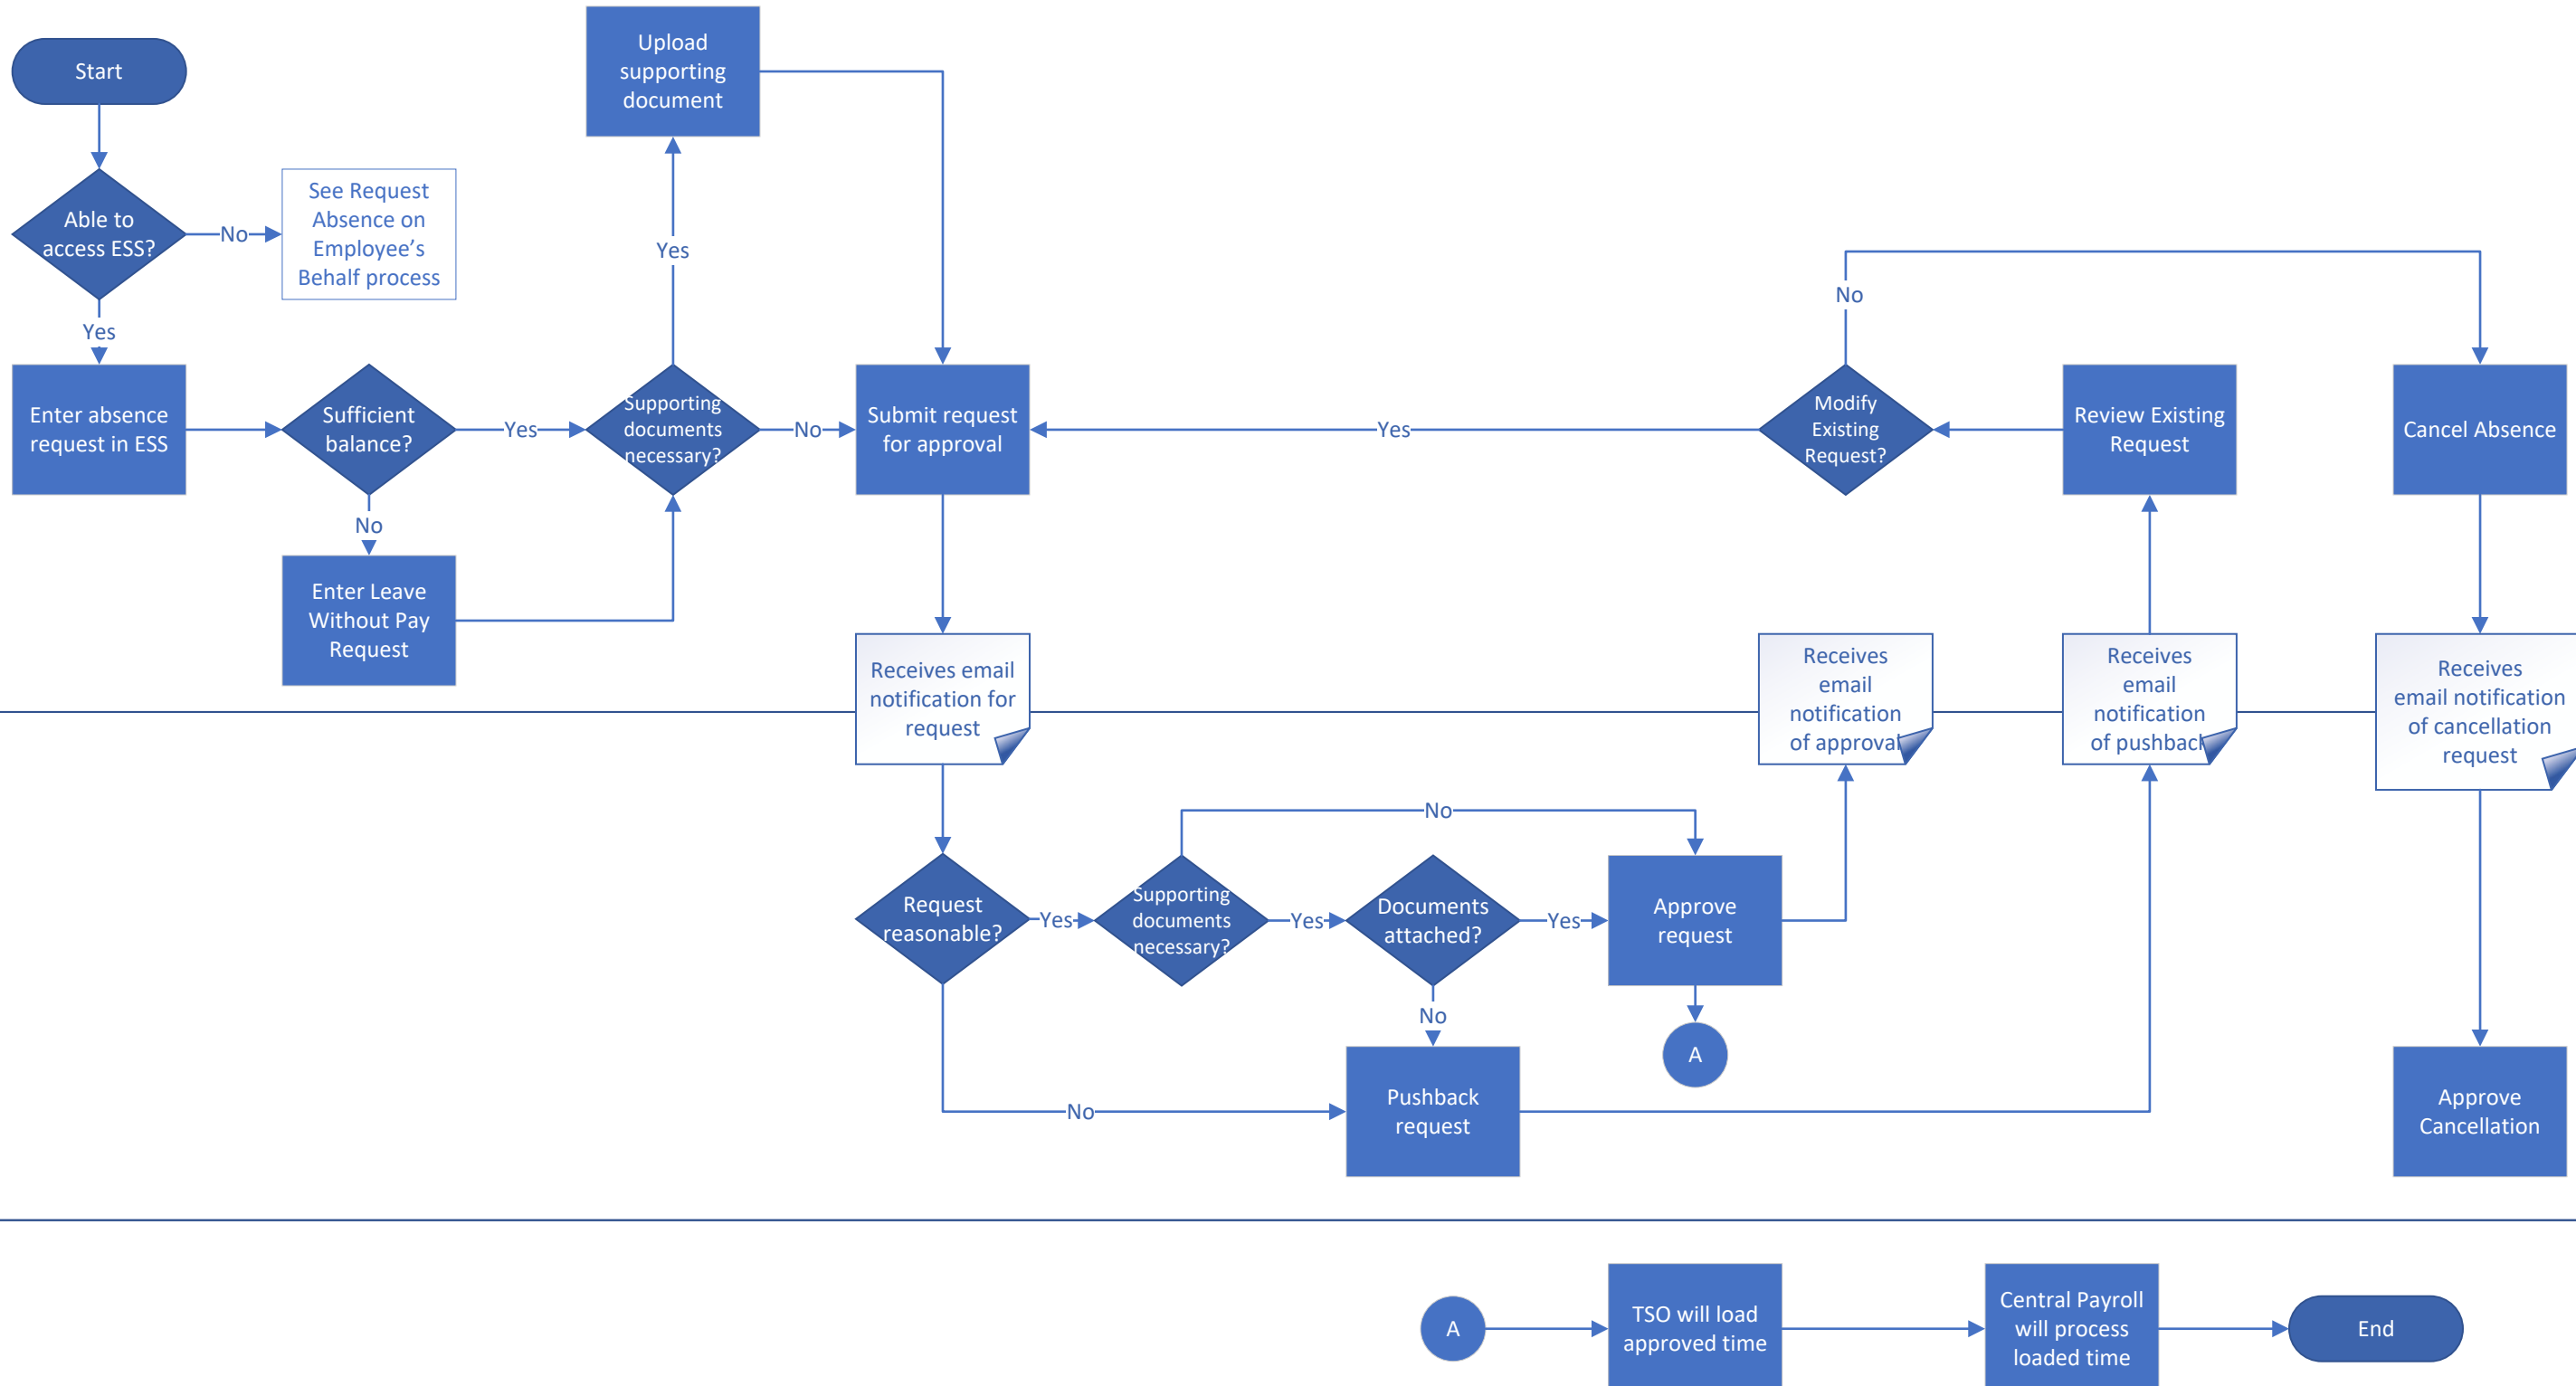 Start
Able to
access ESS?
No
See Request
Absence on
Employee’s
Behalf process
Yes
Enter absence
request in ESS
Sufficient
balance?
Yes
No
Enter Leave
Without Pay
Request
Supporting
documents
necessary?
Yes
Upload
supporting
document
No
Submit request
for approval
Yes
Modify
Existing
Request?
No
Review Existing
Request
Cancel Absence
Receives email
notification for
request
Receives
email
notification
of approval
Receives
email
notification
of pushback
Receives
email notification
of cancellation
request
Request
reasonable?
Yes
Supporting
documents
necessary?
No
Yes
Documents
attached?
Yes
Approve
request
No
A
No
Pushback
request
Approve
Cancellation
A
TSO will load
approved time
Central Payroll
will process
loaded time
End